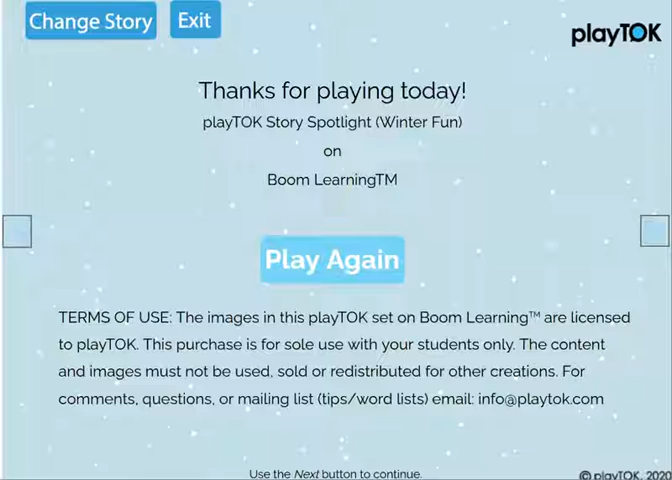 Change Story Exit
playTOK
Thanks for playing today!
playTOK Story Spotlight (Winter Fun)
on
Boom LearningTM
Play Again
TERMS OF USE: The images in this playTOK set on Boom Learning™ are licensed
to playTOK. This purchase is for sole use with your students only. The content
and images must not be used, sold or redistributed for other creations. For
comments, questions, or mailing list (tips/word lists) email: info@playtok.com
Use the Next button to continue.
© playTOK, 2020